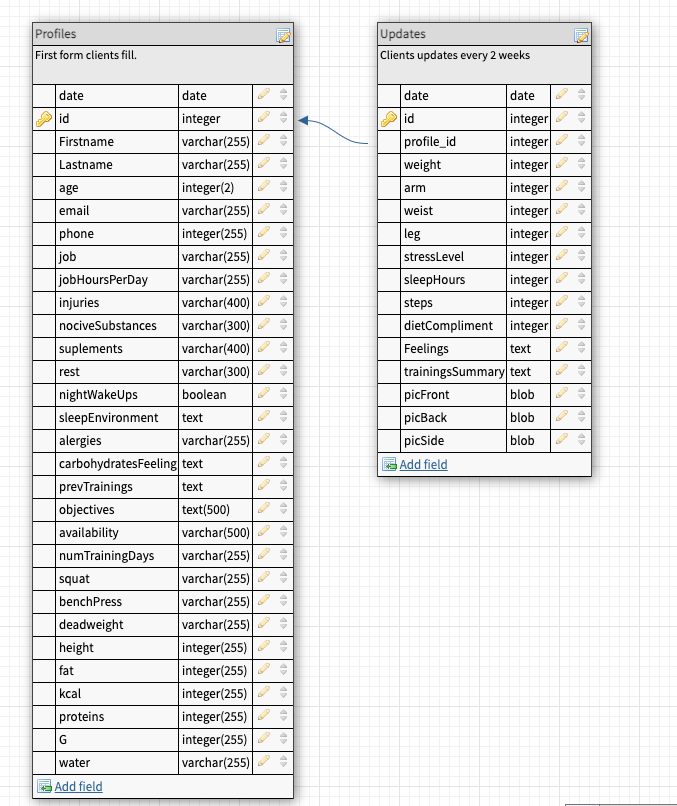 Profiles
First form clients fill.
date date
id integer
Firstname varchar(255)
Lastname varchar(255)
age integer(2)
email varchar(255)
phone integer(255)
job varchar(255)
jobHoursPerDay varchar(255)
injuries varchar(400)
nociveSubstances varchar(300)
suplements varchar(400)
rest varchar(300)
nightWakeUps boolean
sleepEnvironment text
alergies varchar(255)
carbohydratesFeeling text
prevTrainings text
objectives text(500)
availability varchar(500)
numTrainingDays varchar(255)
squat varchar(255)
benchPress varchar(255)
deadweight varchar(255)
height integer(255)
fat integer(255)
kcal integer(255)
proteins integer(255)
G integer(255)
water varchar(255)
Add field
Updates
Clients updates every 2 weeks
date date
id integer
profile_id integer
weight integer
arm integer
weist integer
leg integer
stressLevel integer
sleepHours integer
steps integer
dietCompliment integer
Feelings text
trainingsSummary text
picFront blob
picBack blob
picSide blob
Add field